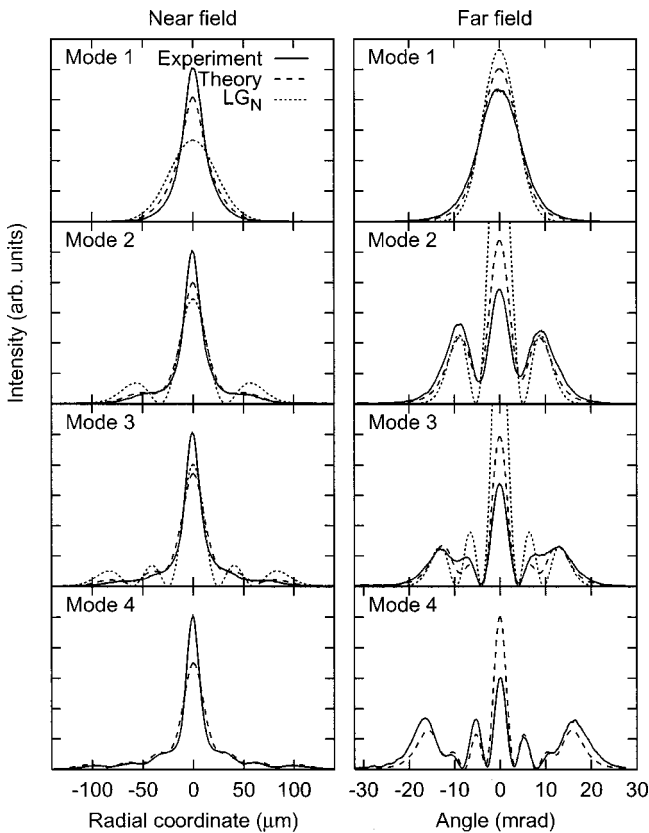 Near field
Far field
Mode 1
Experiment
Theory
LG_N
Mode 1
Mode 2
Mode 2
Mode 3
Mode 3
Mode 4
Mode 4
Intensity (arb. units)
-100 -50 0 50 100
-30 -20 -10 0 10 20 30
Radial coordinate (μm)
Angle (mrad)